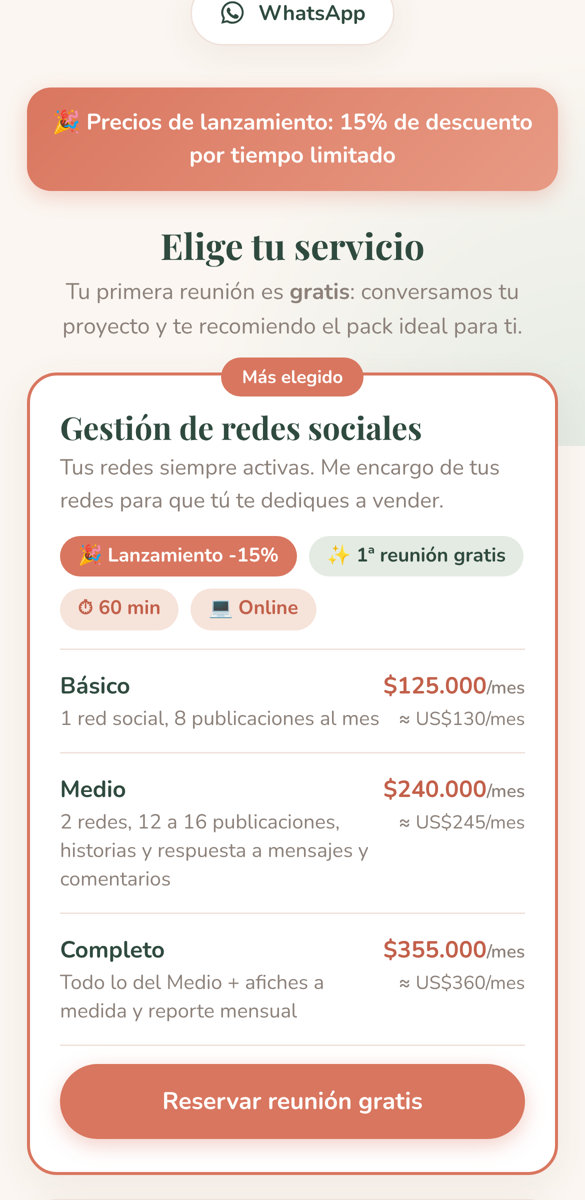 WhatsApp
🎉 Precios de lanzamiento: 15% de descuento
por tiempo limitado
Elige tu servicio
Tu primera reunión es gratis: conversamos tu
proyecto y te recomiendo el pack ideal para ti.
Más elegido
Gestión de redes sociales
Tus redes siempre activas. Me encargo de tus
redes para que tú te dediques a vender.
🎉 Lanzamiento -15%
✨ 1ª reunión gratis
⏱ 60 min
💻 Online
Básico
$125.000/mes
1 red social, 8 publicaciones al mes
≈ US$130/mes
Medio
$240.000/mes
2 redes, 12 a 16 publicaciones,
historias y respuesta a mensajes y
comentarios
≈ US$245/mes
Completo
$355.000/mes
Todo lo del Medio + afiches a
medida y reporte mensual
≈ US$360/mes
Reservar reunión gratis